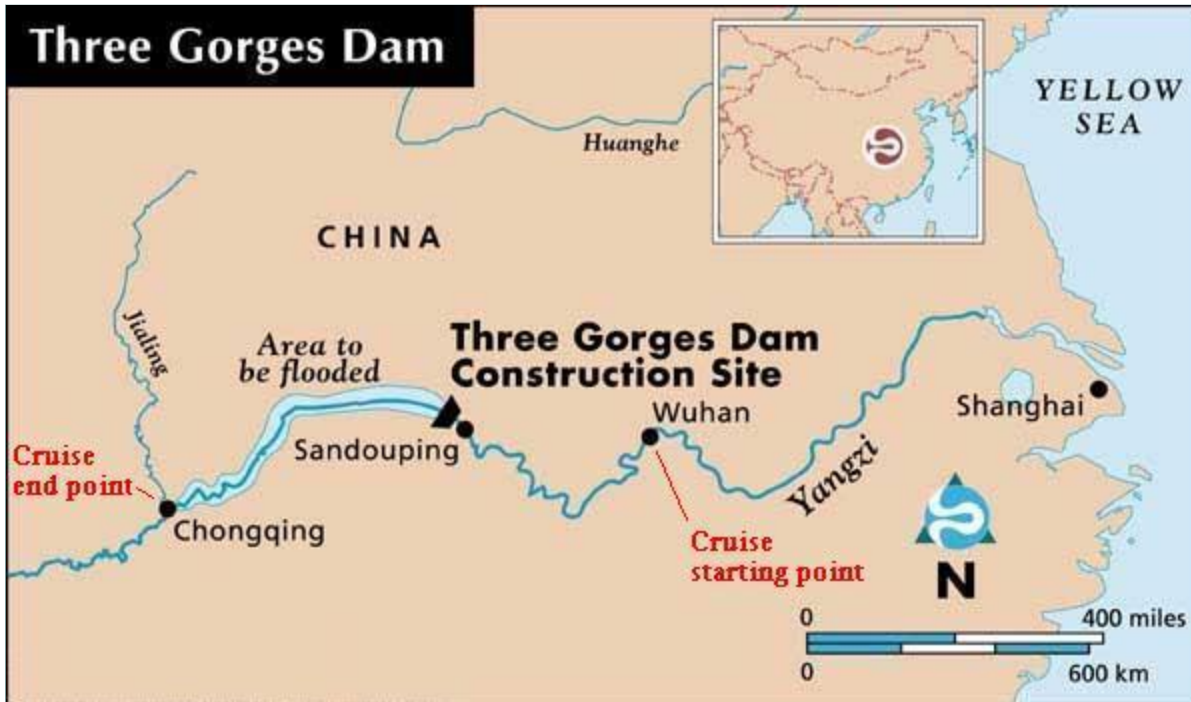 Three Gorges Dam
YELLOW
SEA
Huanghe
CHINA
Jialing
Area to
be flooded
Three Gorges Dam
Construction Site
Wuhan
Shanghai
Sandouping
Cruise
end point
Chongqing
Yangzi
Cruise
starting point
N
0 400 miles
0 600 km